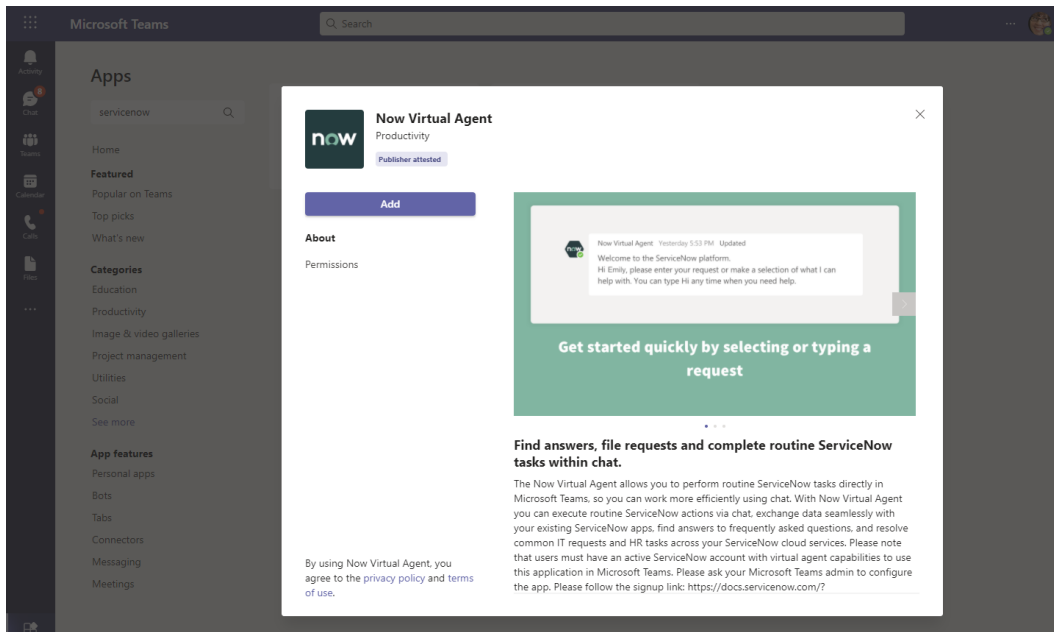 Microsoft Teams
Search
Activity
8
Chat
Teams
Calendar
Calls
Files
Apps
servicenow
Home
Featured
Popular on Teams
Top picks
What's new
Categories
Education
Productivity
Image & video galleries
Project management
Utilities
Social
See more
App features
Personal apps
Bots
Tabs
Connectors
Messaging
Meetings
now
Now Virtual Agent
Productivity
Publisher attested
Add
About
Permissions
By using Now Virtual Agent, you
agree to the privacy policy and terms
of use.
now
Now Virtual Agent Yesterday 5:53 PM Updated
Welcome to the ServiceNow platform.
Hi Emily, please enter your request or make a selection of what I can
help with. You can type Hi any time when you need help.
Get started quickly by selecting or typing a
request
Find answers, file requests and complete routine ServiceNow
tasks within chat.
The Now Virtual Agent allows you to perform routine ServiceNow tasks directly in
Microsoft Teams, so you can work more efficiently using chat. With Now Virtual Agent
you can execute routine ServiceNow actions via chat, exchange data seamlessly with
your existing ServiceNow apps, find answers to frequently asked questions, and resolve
common IT requests and HR tasks across your ServiceNow cloud services. Please note
that users must have an active ServiceNow account with virtual agent capabilities to use
this application in Microsoft Teams. Please ask your Microsoft Teams admin to configure
the app. Please follow the signup link: https://docs.servicenow.com/?